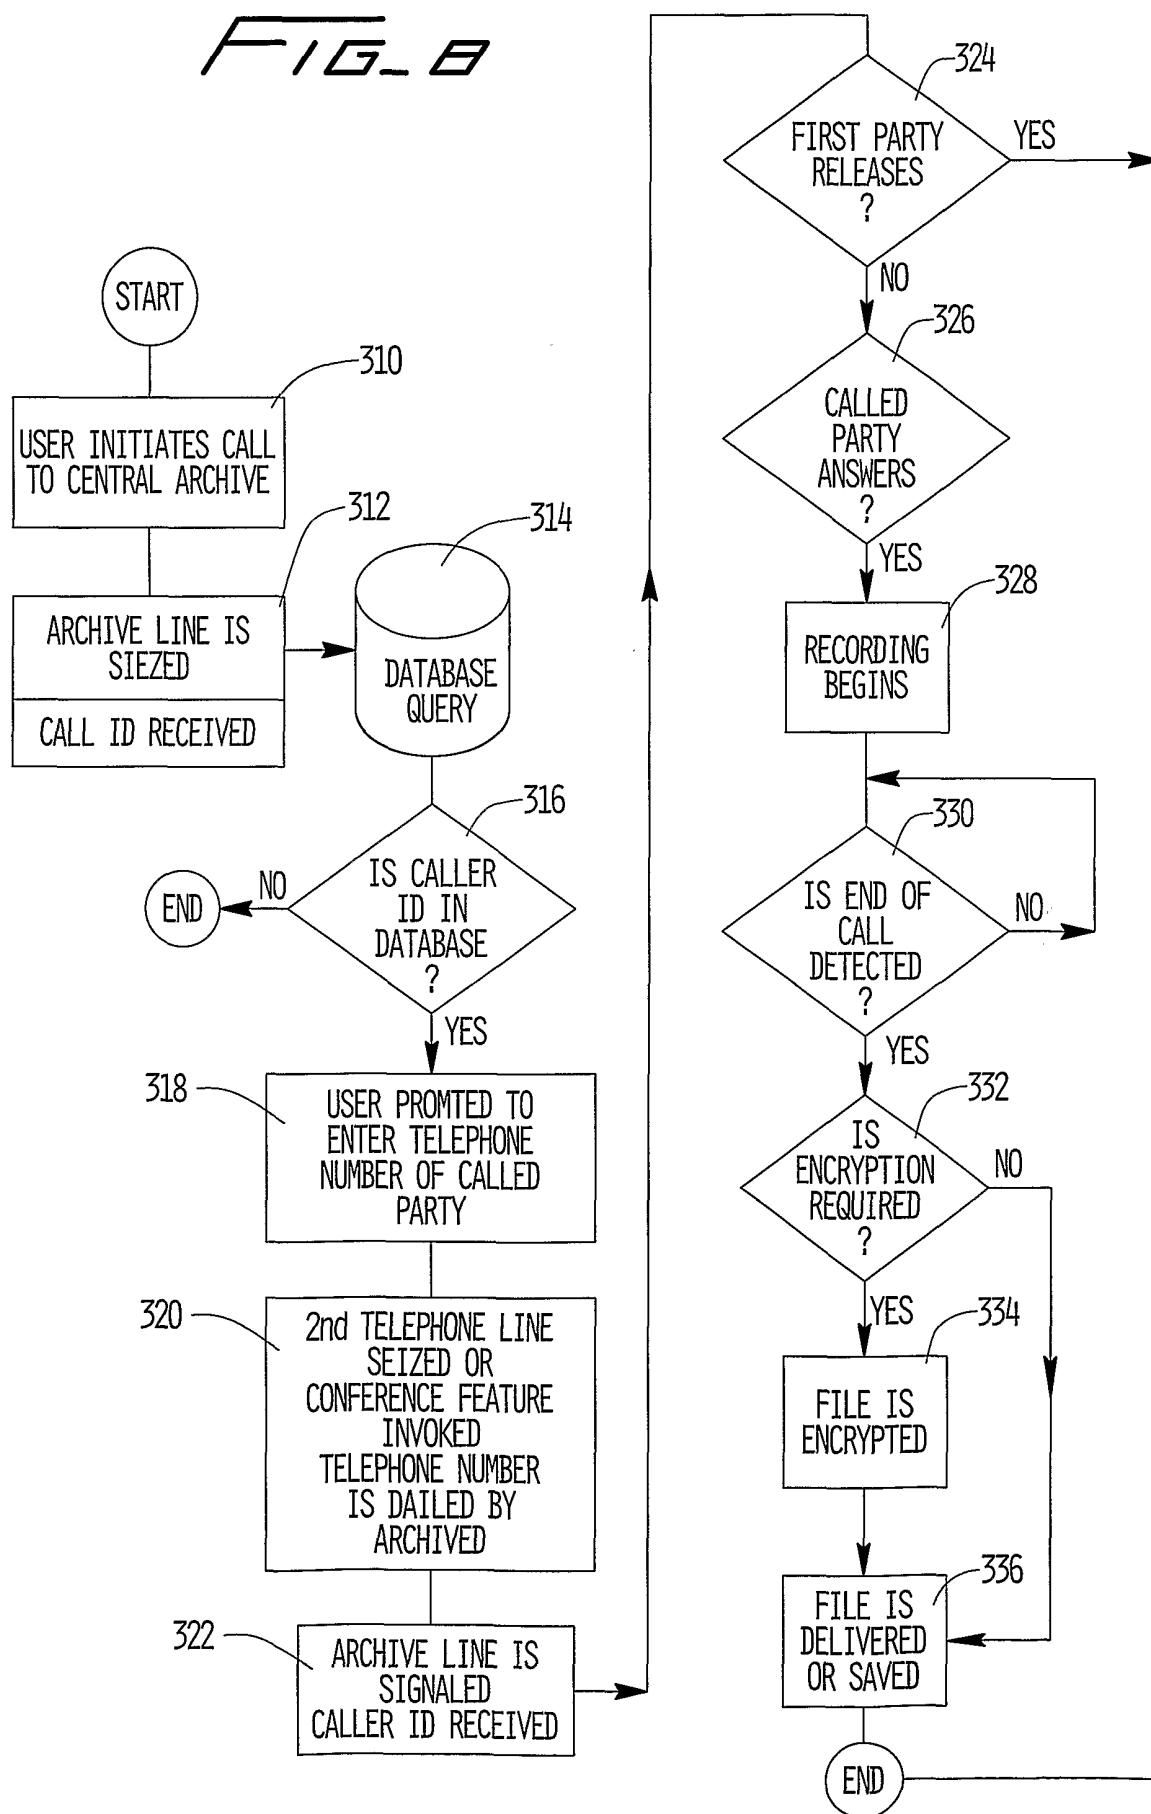 FIG_8
START
310
USER INITIATES CALL
TO CENTRAL ARCHIVE
312
ARCHIVE LINE IS
SIEZED
CALL ID RECEIVED
314
DATABASE
QUERY
316
IS CALLER
ID IN
DATABASE
?
NO
END
YES
318
USER PROMTED TO
ENTER TELEPHONE
NUMBER OF CALLED
PARTY
320
2nd TELEPHONE LINE
SEIZED OR
CONFERENCE FEATURE
INVOKED
TELEPHONE NUMBER
IS DAILED BY
ARCHIVED
322
ARCHIVE LINE IS
SIGNALED
CALLER ID RECEIVED
324
FIRST PARTY
RELEASES
?
YES
NO
326
CALLED
PARTY
ANSWERS
?
YES
328
RECORDING
BEGINS
330
IS END OF
CALL
DETECTED
?
NO
YES
332
IS
ENCRYPTION
REQUIRED
?
NO
YES
334
FILE IS
ENCRYPTED
336
FILE IS
DELIVERED
OR SAVED
END